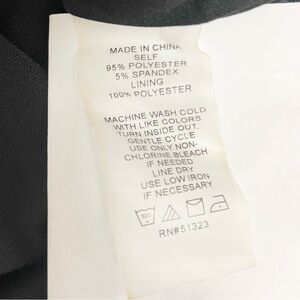 MADE IN CHINA
SELF
95% POLYESTER
5% SPANDEX
LINING
100% POLYESTER
MACHINE WASH COLD
WITH LIKE COLORS
TURN INSIDE OUT.
GENTLE CYCLE
USE ONLY NON-
CHLORINE BLEACH
IF NEEDED
LINE DRY
USE LOW IRON
IF NECESSARY
RN#51323